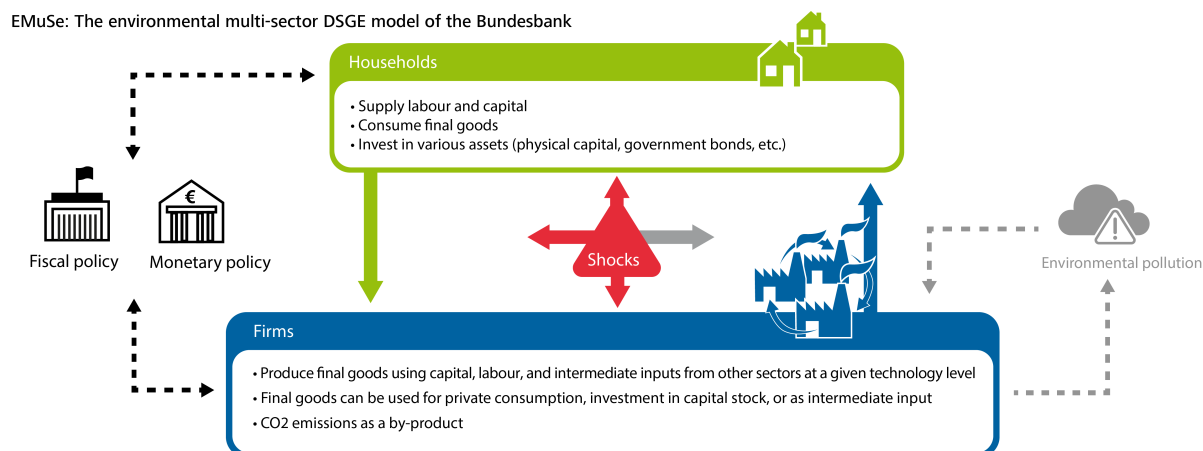 EMuSe: The environmental multi-sector DSGE model of the Bundesbank
Households
• Supply labour and capital
• Consume final goods
• Invest in various assets (physical capital, government bonds, etc.)
€
Fiscal policy
Monetary policy
Shocks
!
Environmental pollution
Firms
• Produce final goods using capital, labour, and intermediate inputs from other sectors at a given technology level
• Final goods can be used for private consumption, investment in capital stock, or as intermediate input
• CO2 emissions as a by-product